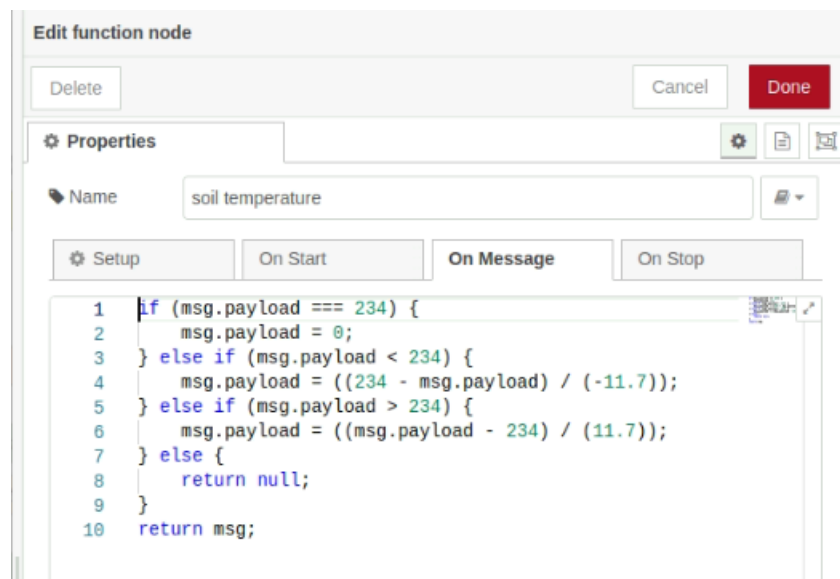 Edit function node
Delete Cancel Done
Properties
Name soil temperature
Setup On Start On Message On Stop
1 if (msg.payload === 234) {
2     msg.payload = 0;
3 } else if (msg.payload < 234) {
4     msg.payload = ((234 - msg.payload) / (-11.7));
5 } else if (msg.payload > 234) {
6     msg.payload = ((msg.payload - 234) / (11.7));
7 } else {
8     return null;
9 }
10 return msg;